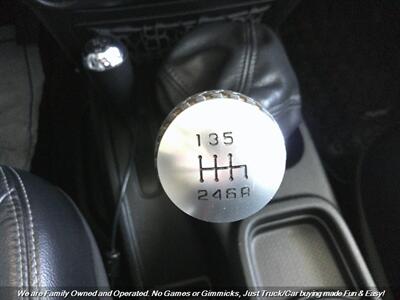 135
246R
We are Family Owned and Operated. No Games or Gimmicks, Just Truck/Car buying made Fun & Easy!